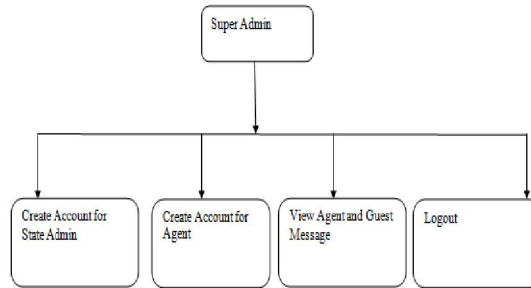 Super Admin
Create Account for
State Admin
Create Account for
Agent
View Agent and Guest
Message
Logout